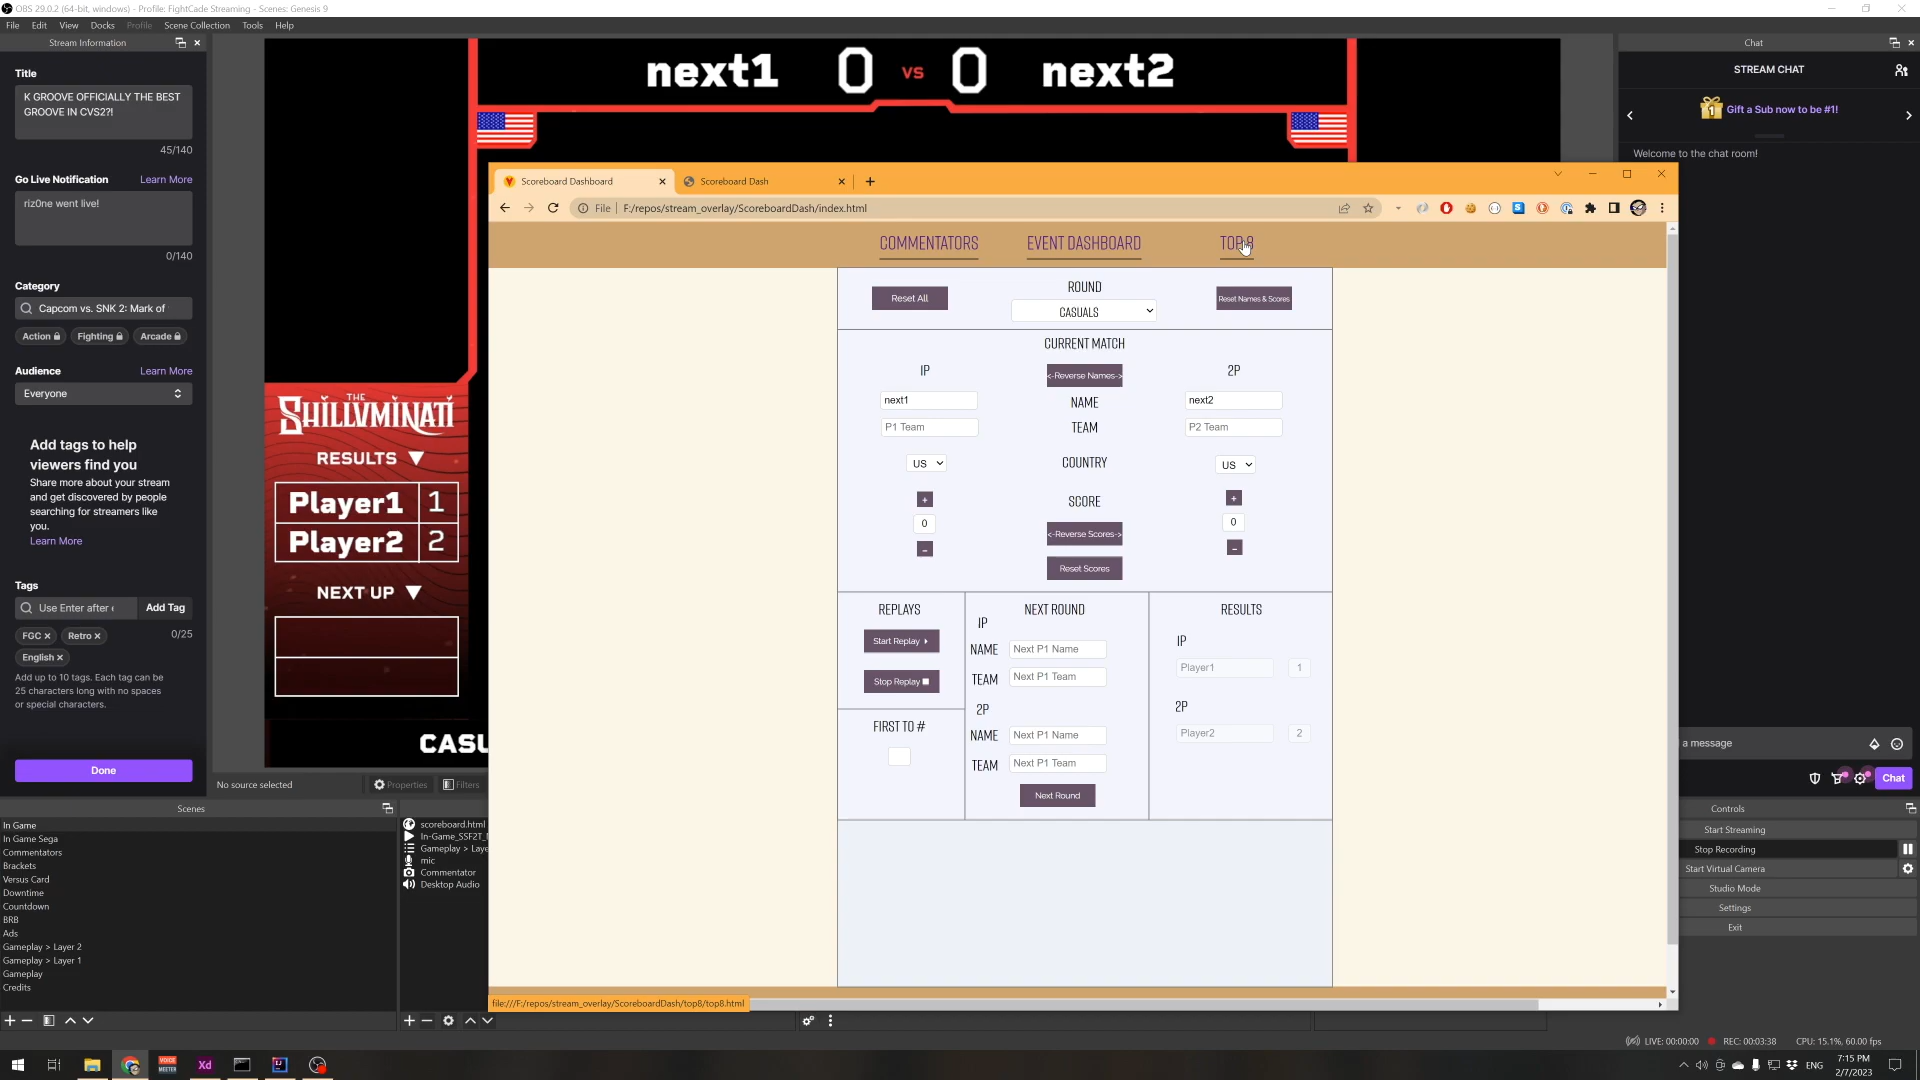 OBS 29.0.2 (64-bit, windows) - Profile: FightCade Streaming - Scenes: Genesis 9
File Edit View Docks Profile Scene Collection Tools Help
Stream Information
Title
K GROOVE OFFICIALLY THE BEST
GROOVE IN CVS2?!
45/140
Go Live Notification Learn More
riz0ne went live!
0/140
Category
Capcom vs. SNK 2: Mark of
Action Fighting Arcade
Audience Learn More
Everyone
Add tags to help
viewers find you
Share more about your stream
and get discovered by people
searching for streamers like
you.
Learn More
Tags
Use Enter after Add Tag
FGC Retro 0/25
English
Add up to 10 tags. Each tag can be
25 characters long with no spaces
or special characters.
Done
next1 0 VS 0 next2
THE
SHILLVMINATI
RESULTS
Player1 1
Player2 2
NEXT UP
CASU
No source selected Properties Filters
Scoreboard Dashboard Scoreboard Dash
File F:/repos/stream_overlay/ScoreboardDash/index.html
COMMENTATORS EVENT DASHBOARD TOP 8
Reset All ROUND Reset Names & Scores
CASUALS
CURRENT MATCH
1P <-Reverse Names-> 2P
next1 NAME next2
P1 Team TEAM P2 Team
US COUNTRY US
+ SCORE +
0 <-Reverse Scores-> 0
- Reset Scores -
REPLAYS NEXT ROUND RESULTS
Start Replay 1P 1P
NAME Next P1 Name Player1 1
Stop Replay TEAM Next P1 Team
2P 2P
FIRST TO # NAME Next P1 Name Player2 2
TEAM Next P1 Team
Next Round
file:///F:/repos/stream_overlay/ScoreboardDash/top8/top8.html
Chat
STREAM CHAT
1 Gift a Sub now to be #1!
Welcome to the chat room!
a message
Chat
Scenes
In Game
In Game Sega
Commentators
Brackets
Versus Card
Downtime
Countdown
BRB
Ads
Gameplay > Layer 2
Gameplay > Layer 1
Gameplay
Credits
scoreboard.html
In-Game_SSF2T_
Gameplay > Laye
mic
Commentator
Desktop Audio
Controls
Start Streaming
Stop Recording
Start Virtual Camera
Studio Mode
Settings
Exit
LIVE: 00:00:00 REC: 00:03:38 CPU: 15.1%, 60.00 fps
VOICE
MEETER
Xd
ENG
7:15 PM
2/7/2023